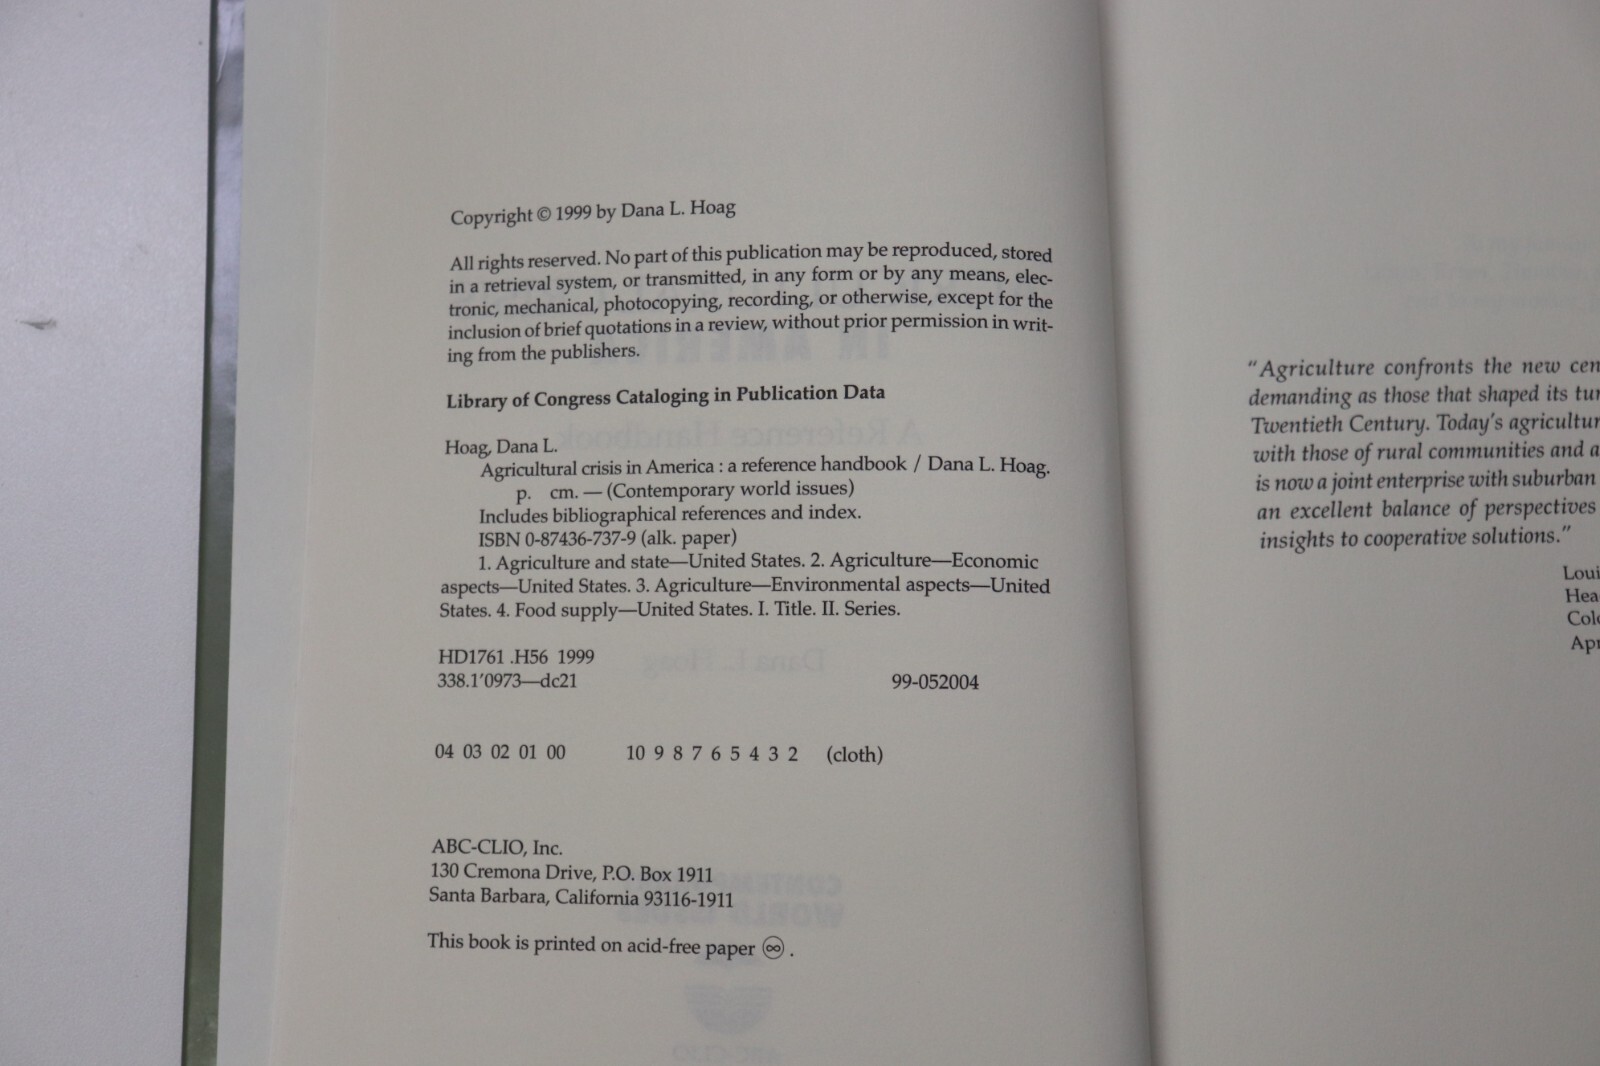 Copyright © 1999 by Dana L. Hoag
All rights reserved. No part of this publication may be reproduced, stored
in a retrieval system, or transmitted, in any form or by any means, elec-
tronic, mechanical, photocopying, recording, or otherwise, except for the
inclusion of brief quotations in a review, without prior permission in writ-
ing from the publishers.
Library of Congress Cataloging in Publication Data
Hoag, Dana L.
Agricultural crisis in America : a reference handbook / Dana L. Hoag.
p. cm. — (Contemporary world issues)
Includes bibliographical references and index.
ISBN 0-87436-737-9 (alk. paper)
1. Agriculture and state—United States. 2. Agriculture—Economic
aspects—United States. 3. Agriculture—Environmental aspects—United
States. 4. Food supply—United States. I. Title. II. Series.
HD1761 .H56 1999
338.1'0973—dc21 99-052004
04 03 02 01 00 10 9 8 7 6 5 4 3 2 (cloth)
ABC-CLIO, Inc.
130 Cremona Drive, P.O. Box 1911
Santa Barbara, California 93116-1911
This book is printed on acid-free paper ♾ .
"Agriculture confronts the new cen
demanding as those that shaped its tur
Twentieth Century. Today's agricultur
with those of rural communities and a
is now a joint enterprise with suburban
an excellent balance of perspectives
insights to cooperative solutions."
Loui
Hea
Colo
Apr